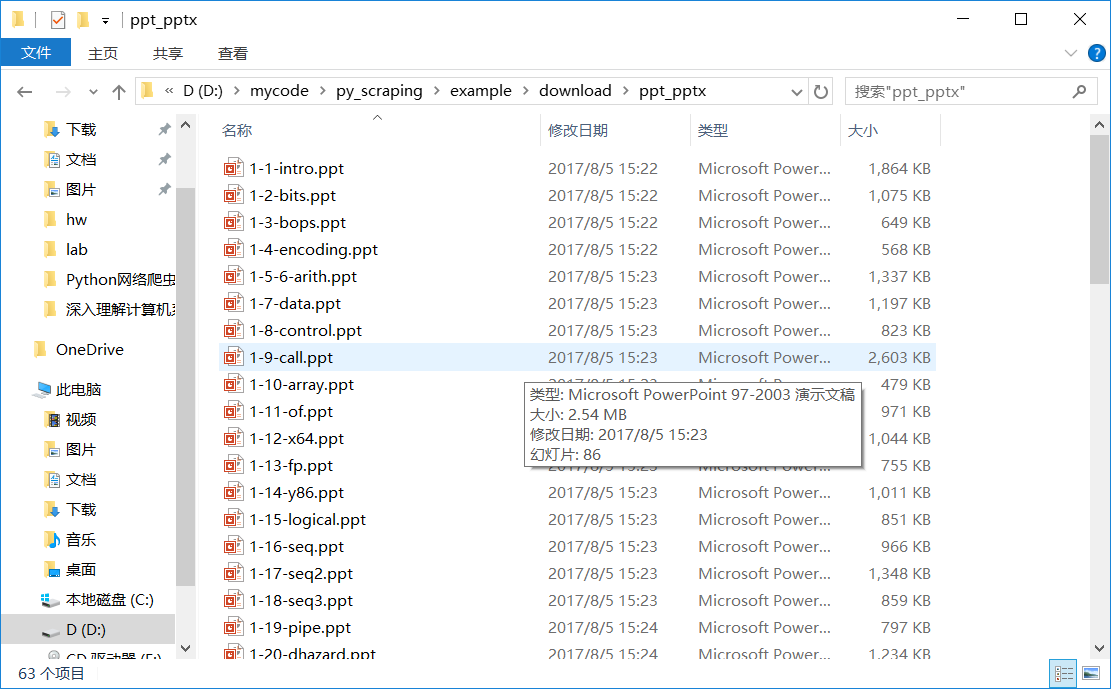 ppt_pptx
文件 主页 共享 查看
« D (D:) › mycode › py_scraping › example › download › ppt_pptx 搜索"ppt_pptx"
下载
文档
图片
hw
lab
Python网络爬虫
深入理解计算机系
OneDrive
此电脑
视频
图片
文档
下载
音乐
桌面
本地磁盘 (C:)
D (D:)
CD 驱动器 (F:)
名称 修改日期 类型 大小
1-1-intro.ppt 2017/8/5 15:22 Microsoft Power... 1,864 KB
1-2-bits.ppt 2017/8/5 15:22 Microsoft Power... 1,075 KB
1-3-bops.ppt 2017/8/5 15:22 Microsoft Power... 649 KB
1-4-encoding.ppt 2017/8/5 15:22 Microsoft Power... 568 KB
1-5-6-arith.ppt 2017/8/5 15:23 Microsoft Power... 1,337 KB
1-7-data.ppt 2017/8/5 15:23 Microsoft Power... 1,197 KB
1-8-control.ppt 2017/8/5 15:23 Microsoft Power... 823 KB
1-9-call.ppt 2017/8/5 15:23 Microsoft Power... 2,603 KB
1-10-array.ppt 479 KB
1-11-of.ppt 971 KB
1-12-x64.ppt 1,044 KB
1-13-fp.ppt 2017/8/5 15:23 Microsoft Power... 755 KB
类型: Microsoft PowerPoint 97-2003 演示文稿
大小: 2.54 MB
修改日期: 2017/8/5 15:23
幻灯片: 86
1-14-y86.ppt 2017/8/5 15:23 Microsoft Power... 1,011 KB
1-15-logical.ppt 2017/8/5 15:23 Microsoft Power... 851 KB
1-16-seq.ppt 2017/8/5 15:23 Microsoft Power... 966 KB
1-17-seq2.ppt 2017/8/5 15:23 Microsoft Power... 1,348 KB
1-18-seq3.ppt 2017/8/5 15:23 Microsoft Power... 859 KB
1-19-pipe.ppt 2017/8/5 15:24 Microsoft Power... 797 KB
1-20-dhazard.ppt 2017/8/5 15:24 Microsoft Power... 1,234 KB
63 个项目